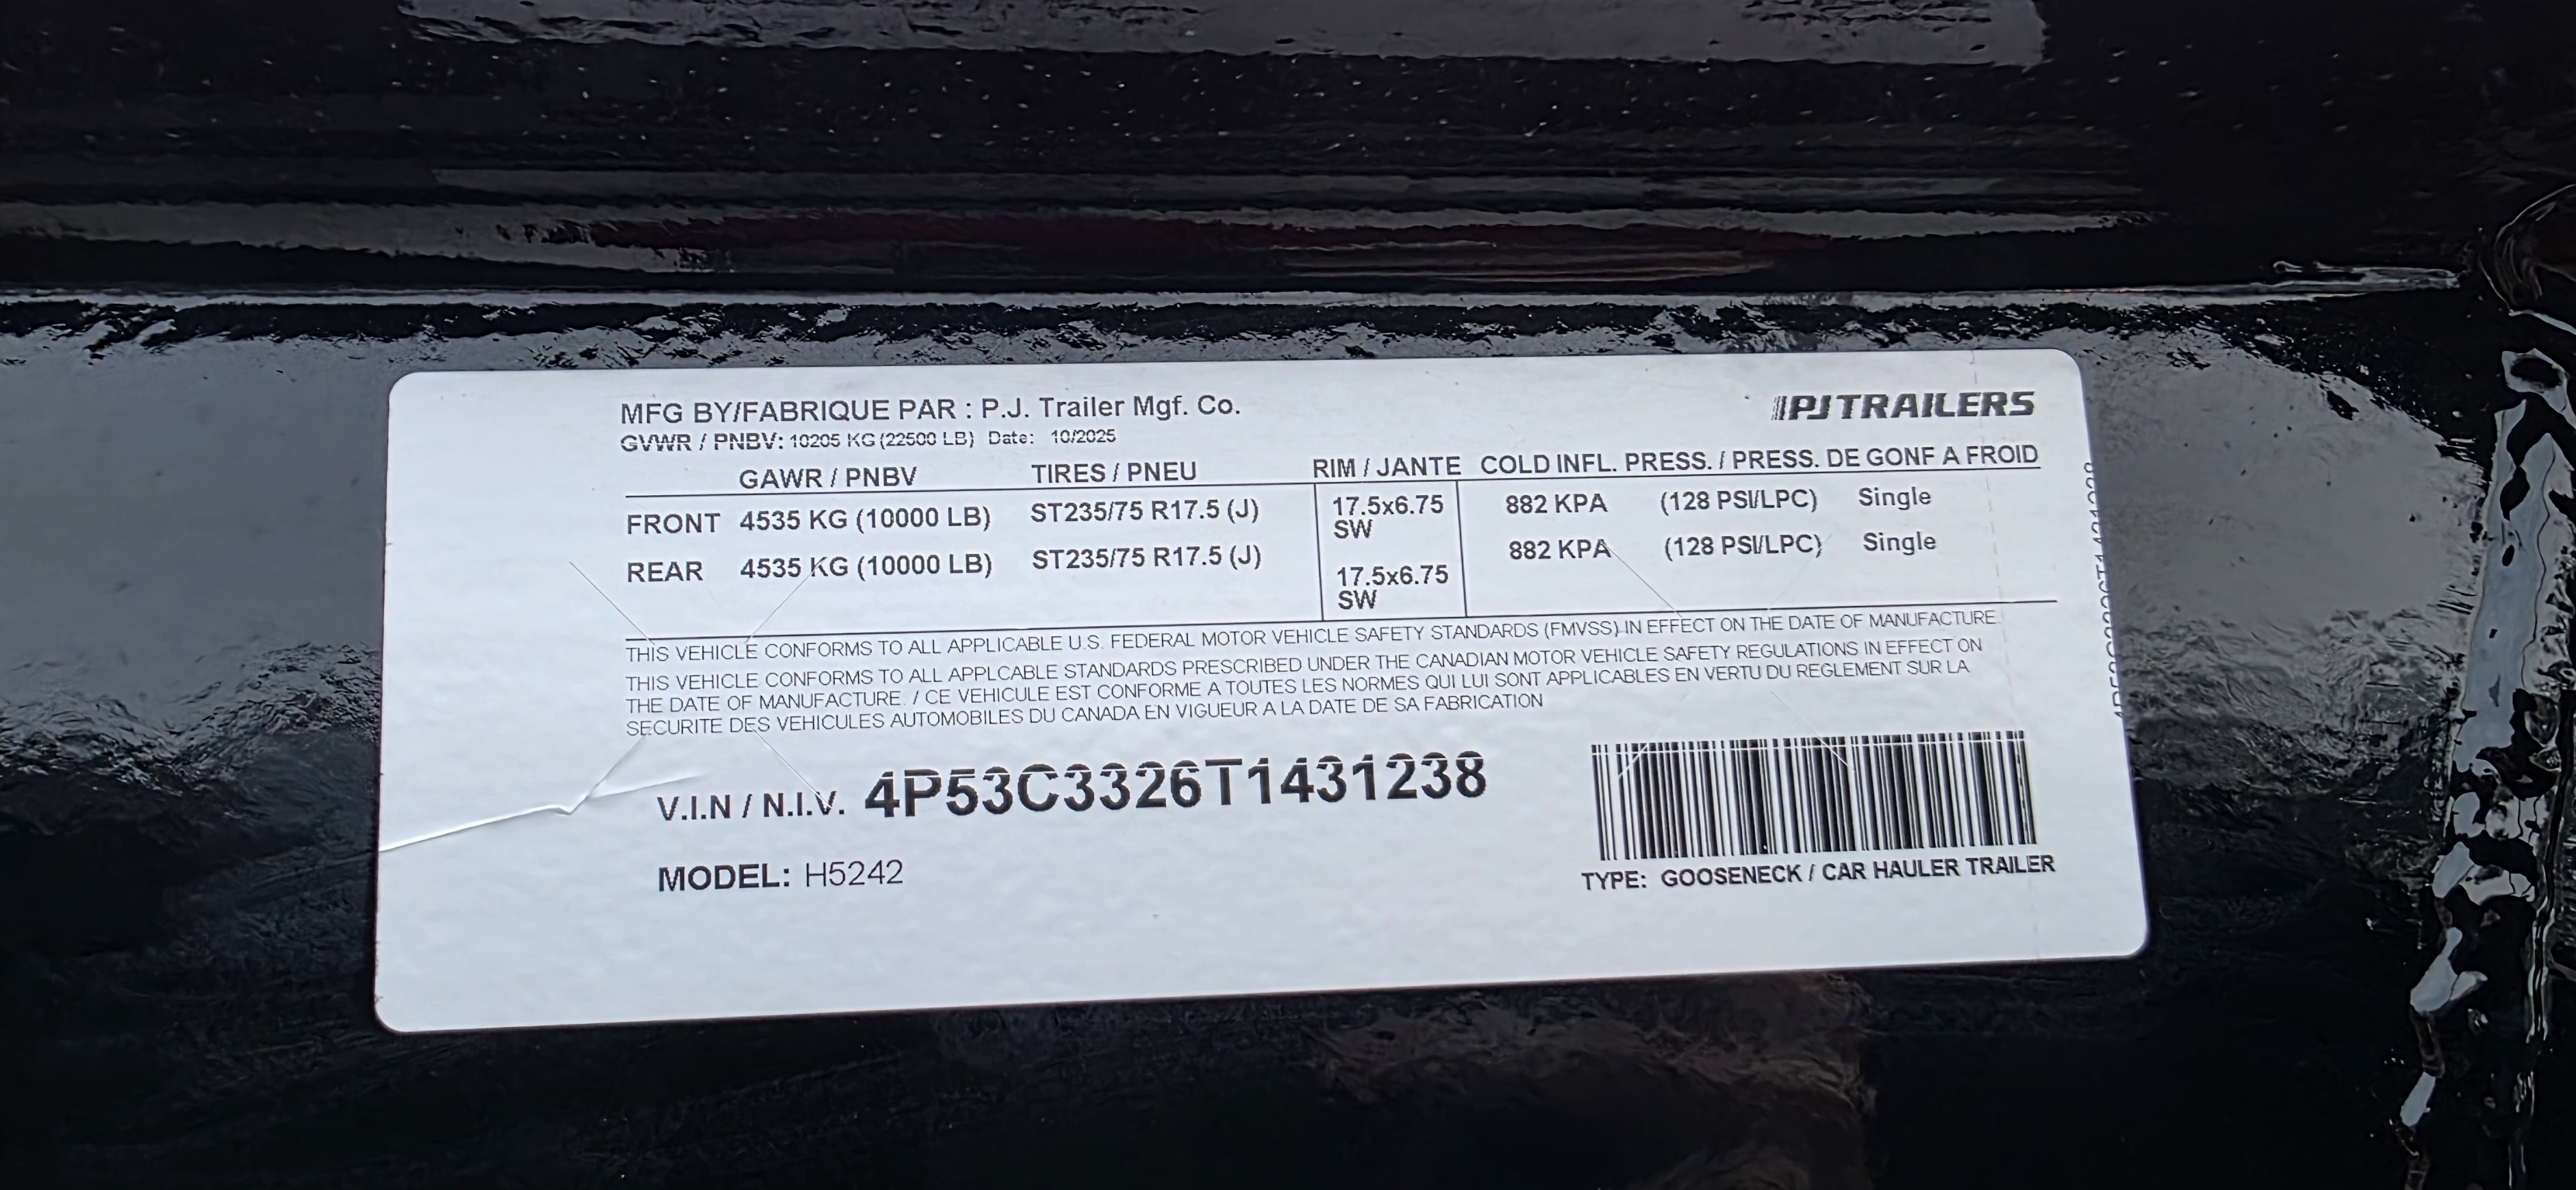 MFG BY/FABRIQUE PAR : P.J. Trailer Mgf. Co.
PJTRAILERS
GVWR / PNBV: 10205 KG (22500 LB) Date: 10/2025
GAWR / PNBV TIRES / PNEU RIM / JANTE COLD INFL. PRESS. / PRESS. DE GONF A FROID
FRONT 4535 KG (10000 LB) ST235/75 R17.5 (J) 17.5x6.75 SW 882 KPA (128 PSI/LPC) Single
REAR 4535 KG (10000 LB) ST235/75 R17.5 (J) 17.5x6.75 SW 882 KPA (128 PSI/LPC) Single
THIS VEHICLE CONFORMS TO ALL APPLICABLE U.S. FEDERAL MOTOR VEHICLE SAFETY STANDARDS (FMVSS) IN EFFECT ON THE DATE OF MANUFACTURE.
THIS VEHICLE CONFORMS TO ALL APPLCABLE STANDARDS PRESCRIBED UNDER THE CANADIAN MOTOR VEHICLE SAFETY REGULATIONS IN EFFECT ON
THE DATE OF MANUFACTURE. / CE VEHICULE EST CONFORME A TOUTES LES NORMES QUI LUI SONT APPLICABLES EN VERTU DU REGLEMENT SUR LA
SECURITE DES VEHICULES AUTOMOBILES DU CANADA EN VIGUEUR A LA DATE DE SA FABRICATION
V.I.N / N.I.V. 4P53C3326T1431238
MODEL: H5242
TYPE: GOOSENECK / CAR HAULER TRAILER